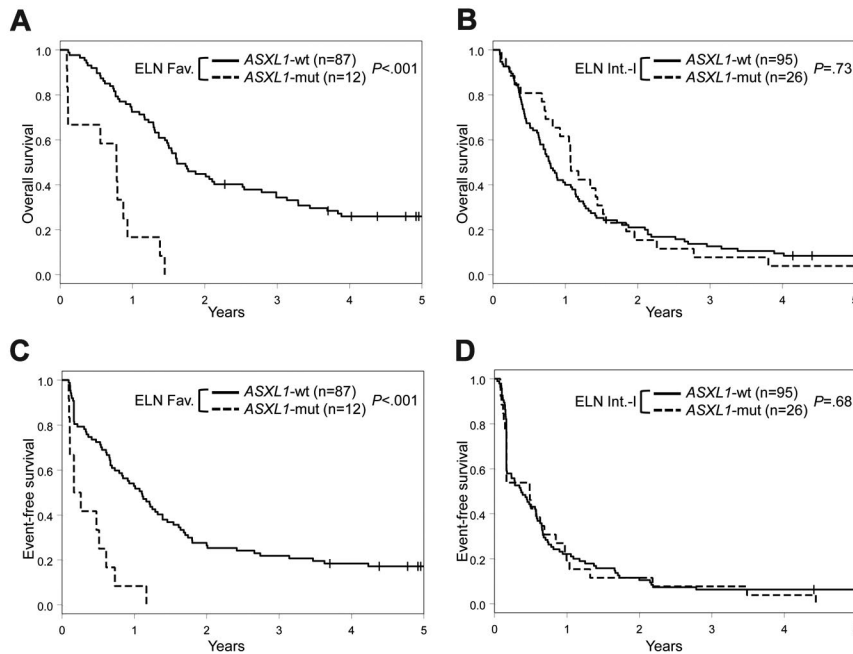 A
ELN Fav.
ASXL1-wt (n=87)
ASXL1-mut (n=12)
P<.001
Overall survival
1.0
0.8
0.6
0.4
0.2
0.0
0 1 2 3 4 5
Years
B
ELN Int.-I
ASXL1-wt (n=95)
ASXL1-mut (n=26)
P=.73
Overall survival
1.0
0.8
0.6
0.4
0.2
0.0
0 1 2 3 4 5
Years
C
ELN Fav.
ASXL1-wt (n=87)
ASXL1-mut (n=12)
P<.001
Event-free survival
1.0
0.8
0.6
0.4
0.2
0.0
0 1 2 3 4 5
Years
D
ELN Int.-I
ASXL1-wt (n=95)
ASXL1-mut (n=26)
P=.68
Event-free survival
1.0
0.8
0.6
0.4
0.2
0.0
0 1 2 3 4 5
Years